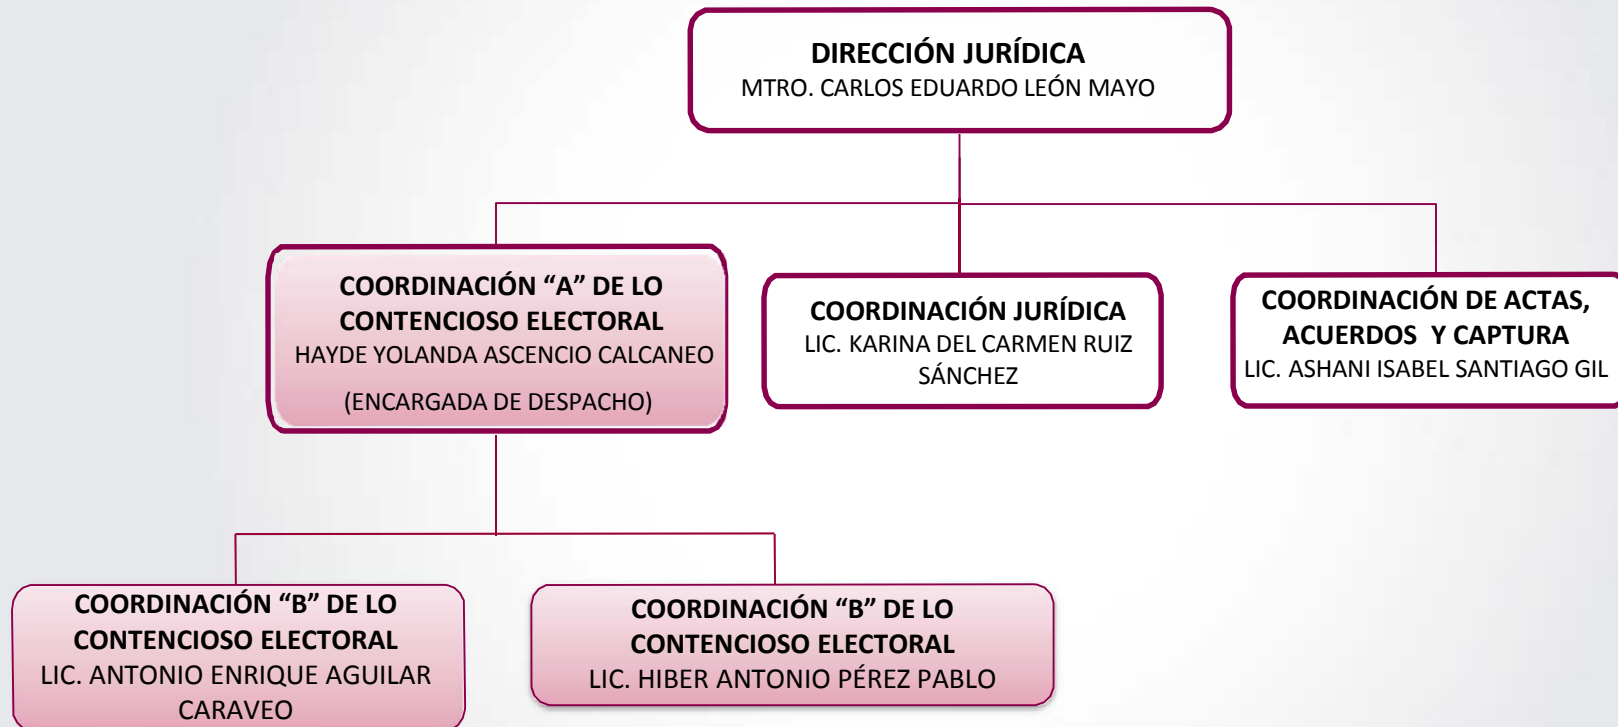 DIRECCIÓN JURÍDICA
MTRO. CARLOS EDUARDO LEÓN MAYO
COORDINACIÓN “A” DE LO
CONTENCIOSO ELECTORAL
HAYDE YOLANDA ASCENCIO CALCANEO
(ENCARGADA DE DESPACHO)
COORDINACIÓN JURÍDICA
LIC. KARINA DEL CARMEN RUIZ
SÁNCHEZ
COORDINACIÓN DE ACTAS,
ACUERDOS Y CAPTURA
LIC. ASHANI ISABEL SANTIAGO GIL
COORDINACIÓN “B” DE LO
CONTENCIOSO ELECTORAL
LIC. ANTONIO ENRIQUE AGUILAR
CARAVEO
COORDINACIÓN “B” DE LO
CONTENCIOSO ELECTORAL
LIC. HIBER ANTONIO PÉREZ PABLO